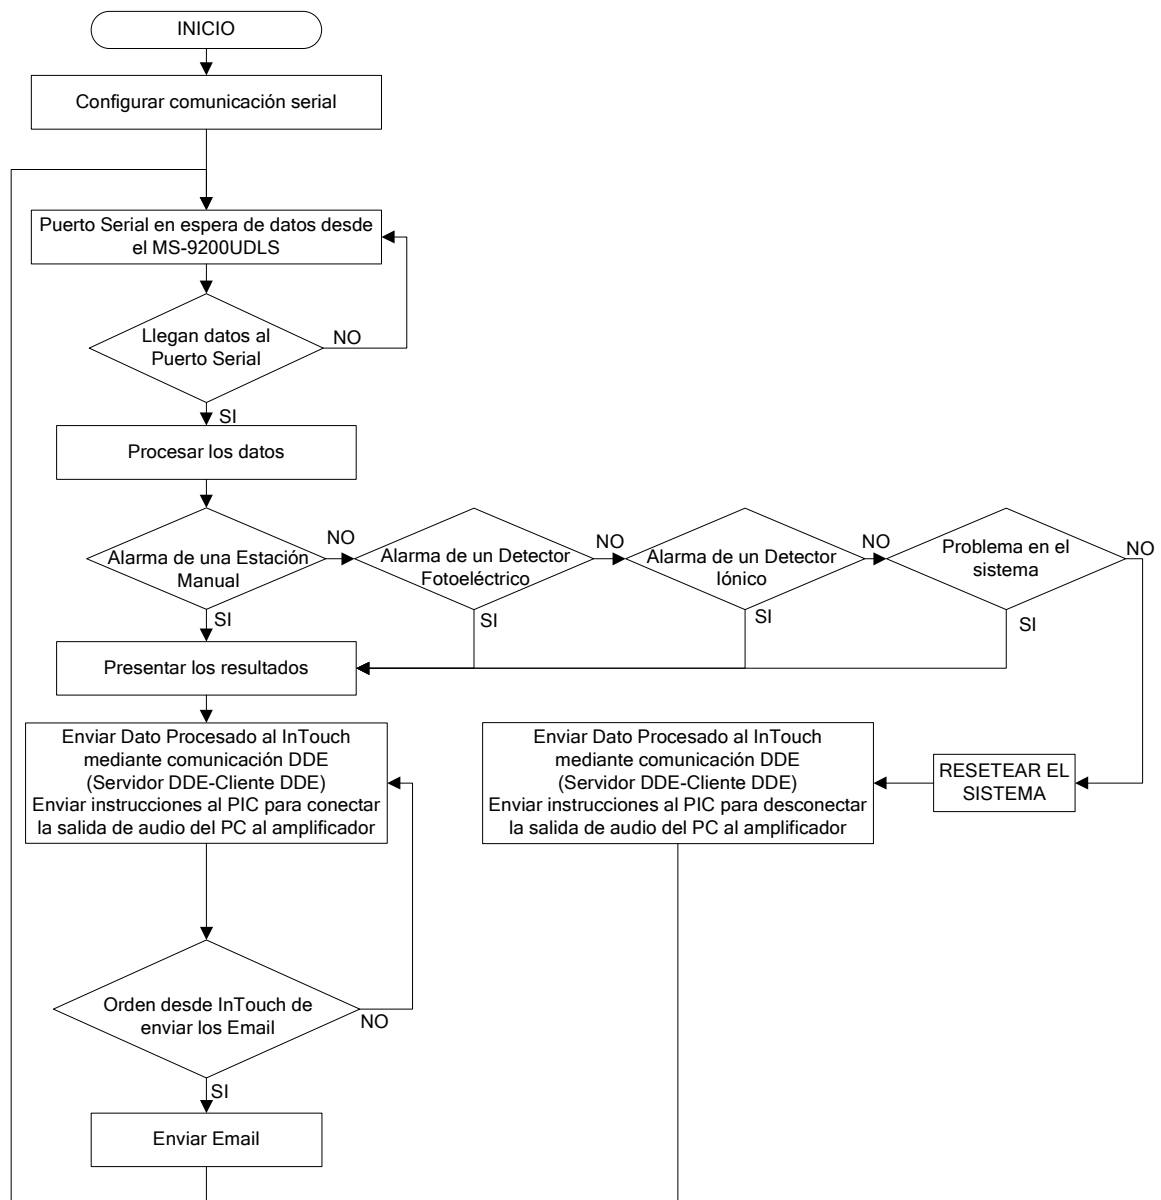 INICIO
Configurar comunicación serial
Puerto Serial en espera de datos desde
el MS-9200UDLS
Llegan datos al
Puerto Serial
NO
SI
Procesar los datos
Alarma de una Estación
Manual
NO
SI
Alarma de un Detector
Fotoeléctrico
NO
SI
Alarma de un Detector
Iónico
NO
SI
Problema en el
sistema
NO
SI
Presentar los resultados
Enviar Dato Procesado al InTouch
mediante comunicación DDE
(Servidor DDE-Cliente DDE)
Enviar instrucciones al PIC para conectar
la salida de audio del PC al amplificador
Enviar Dato Procesado al InTouch
mediante comunicación DDE
(Servidor DDE-Cliente DDE)
Enviar instrucciones al PIC para desconectar
la salida de audio del PC al amplificador
RESETEAR EL
SISTEMA
Orden desde InTouch de
enviar los Email
NO
SI
Enviar Email